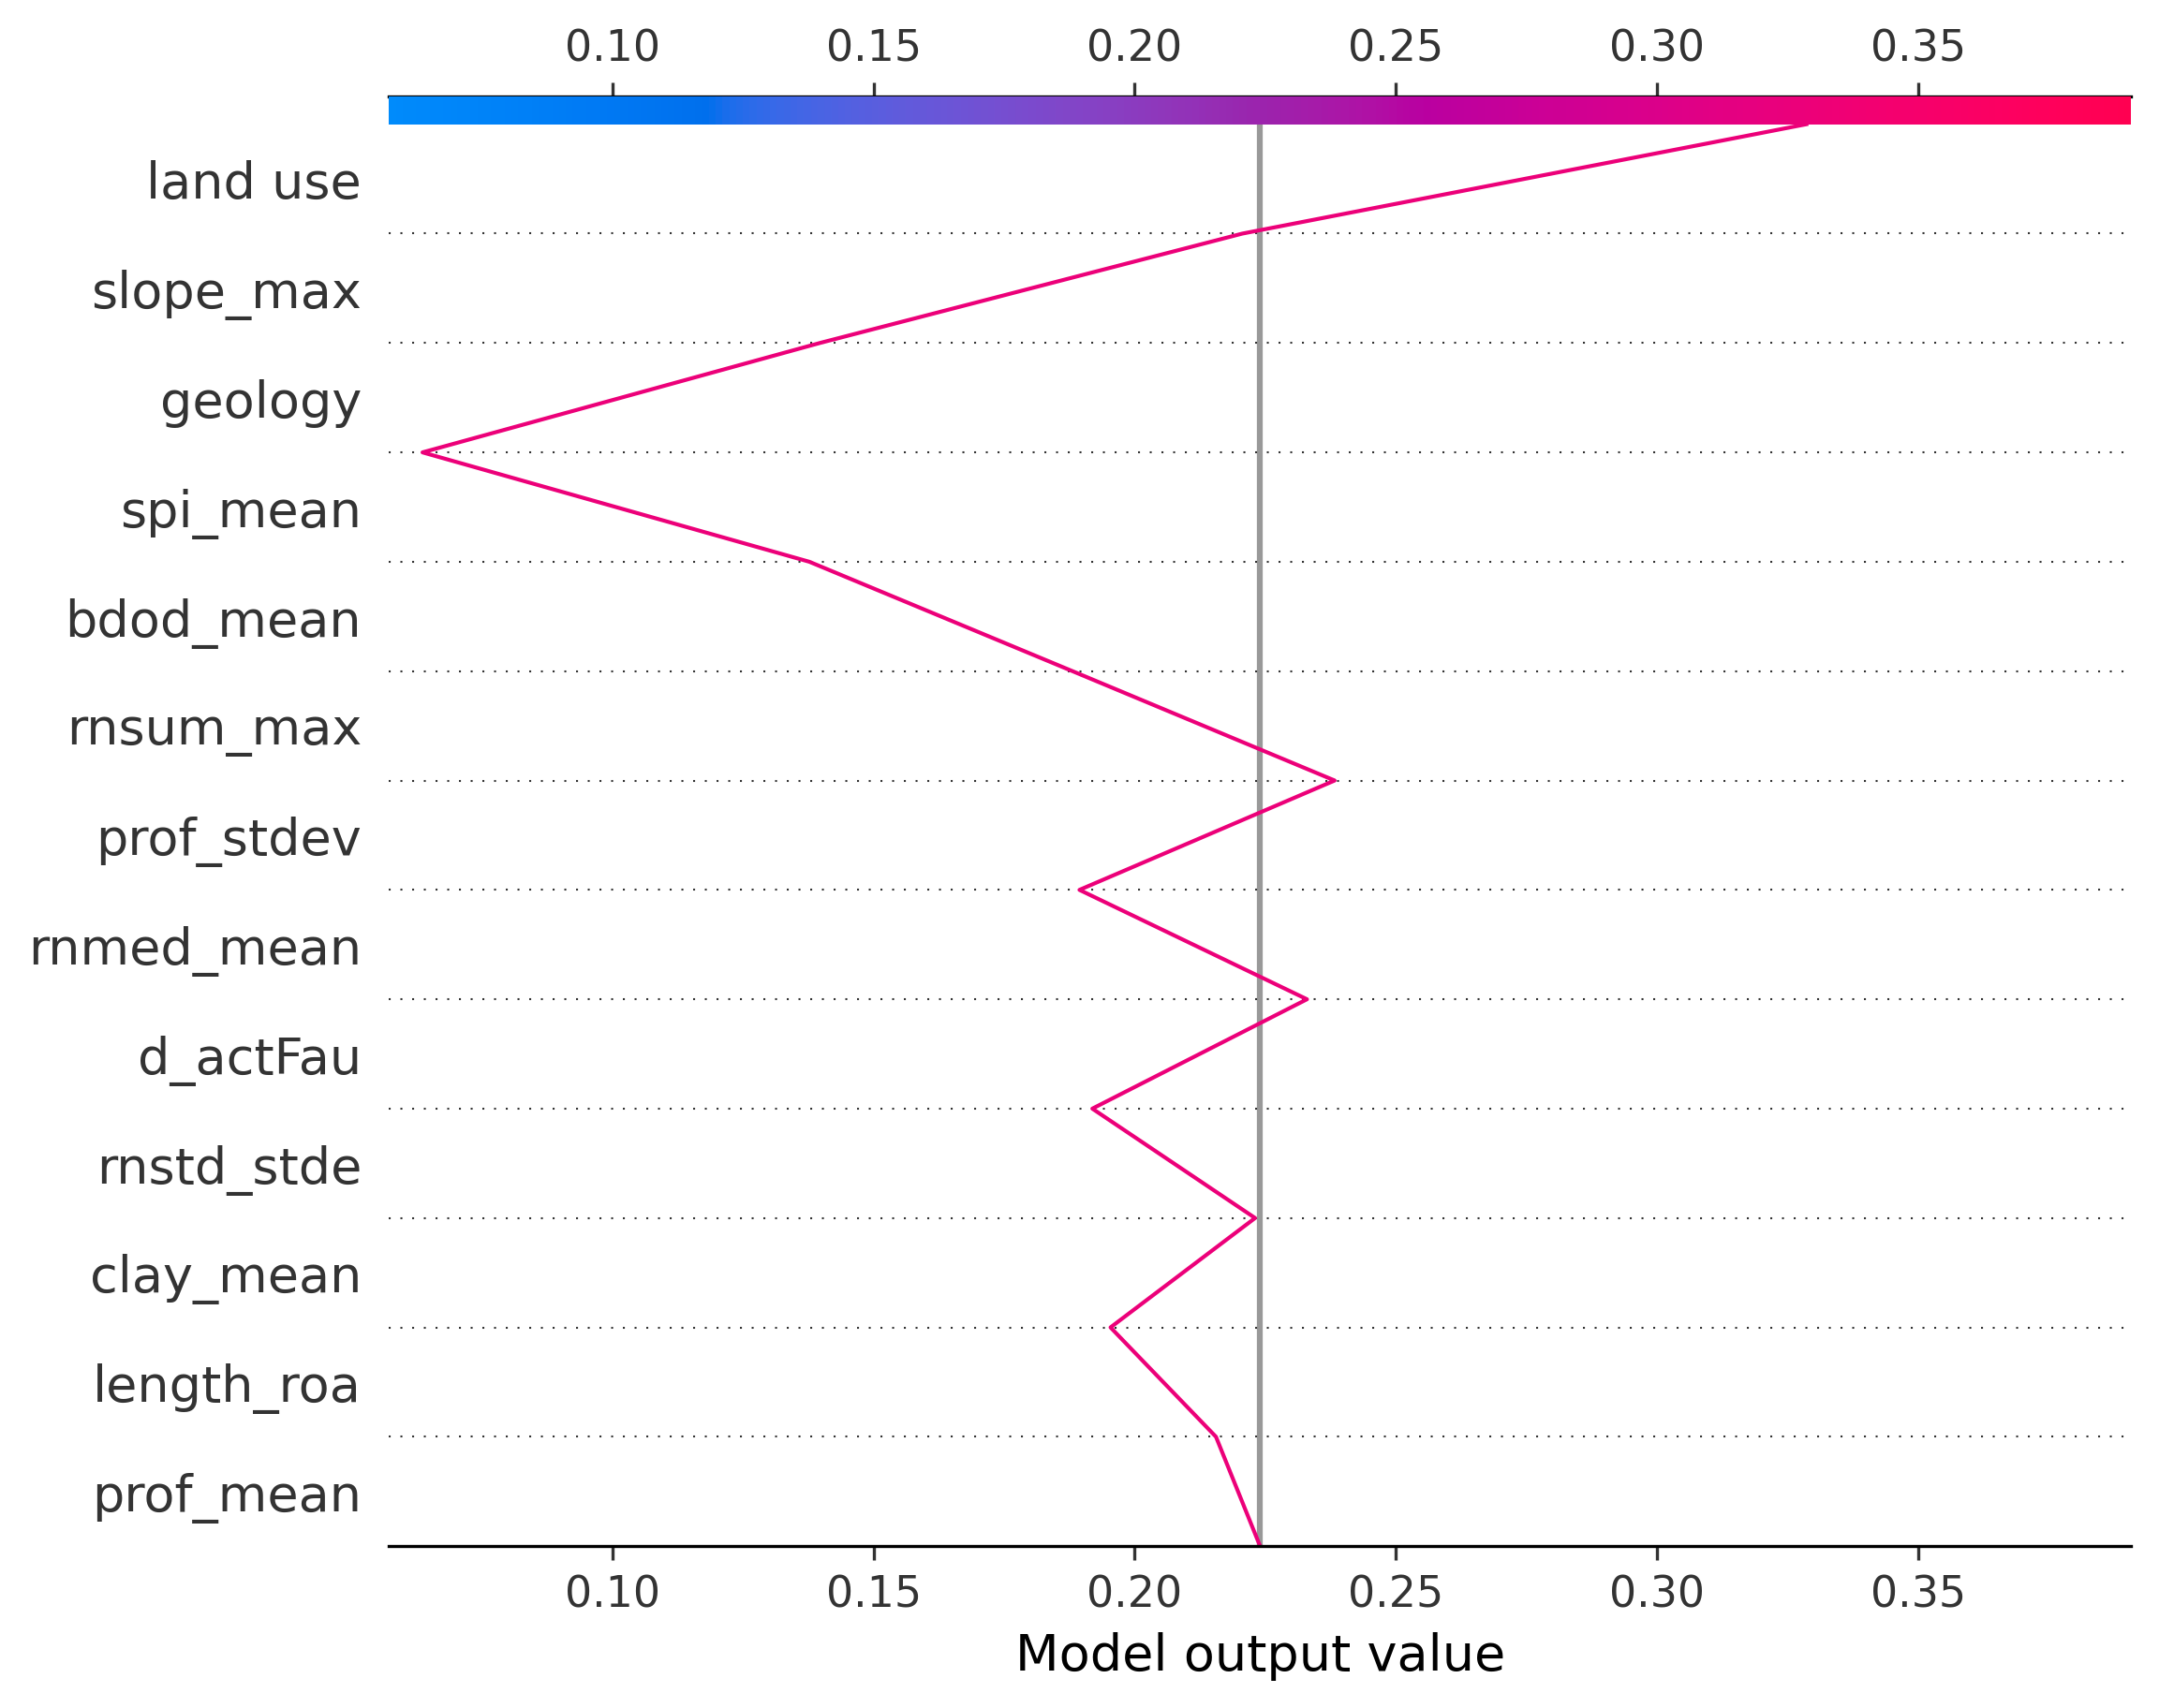 0.10 0.15 0.20 0.25 0.30 0.35
land use
slope_max
geology
spi_mean
bdod_mean
rnsum_max
prof_stdev
rnmed_mean
d_actFau
rnstd_stde
clay_mean
length_roa
prof_mean
0.10 0.15 0.20 0.25 0.30 0.35
Model output value